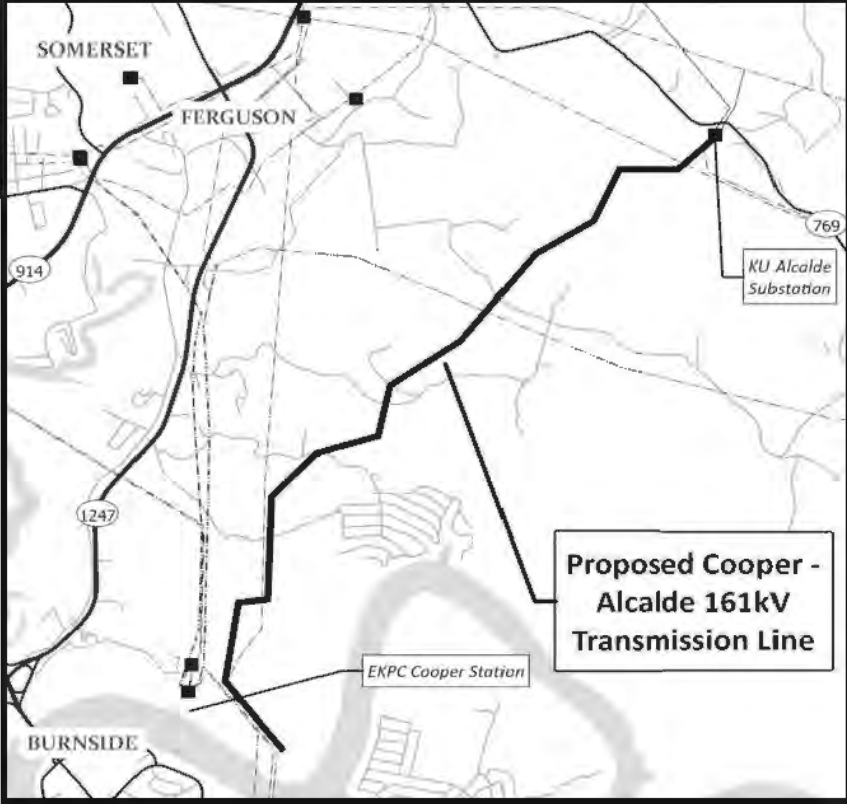 SOMERSET
FERGUSON
769
914
KU Alcalde
Substation
1247
Proposed Cooper -
Alcalde 161kV
Transmission Line
EKPC Cooper Station
BURNSIDE